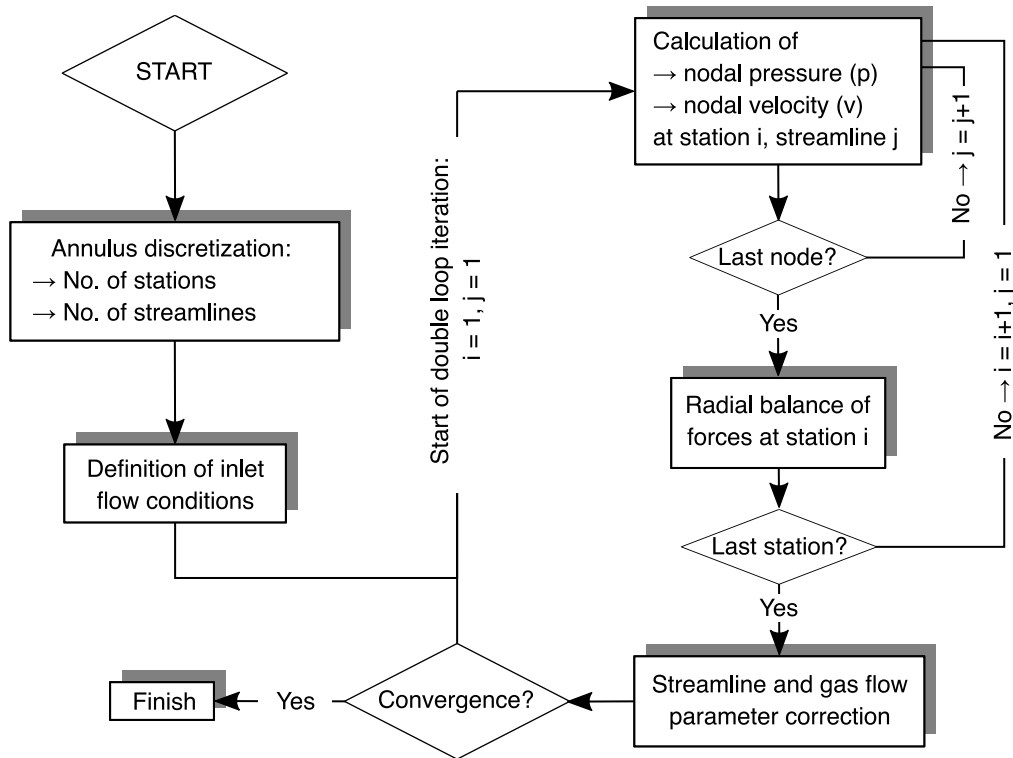 START
Annulus discretization:
→ No. of stations
→ No. of streamlines
Definition of inlet
flow conditions
Start of double loop iteration:
i = 1, j = 1
Calculation of
→ nodal pressure (p)
→ nodal velocity (v)
at station i, streamline j
No → j = j+1
Last node?
Yes
No → i = i+1, j = 1
Radial balance of
forces at station i
Last station?
Yes
Streamline and gas flow
parameter correction
Convergence?
Yes
Finish